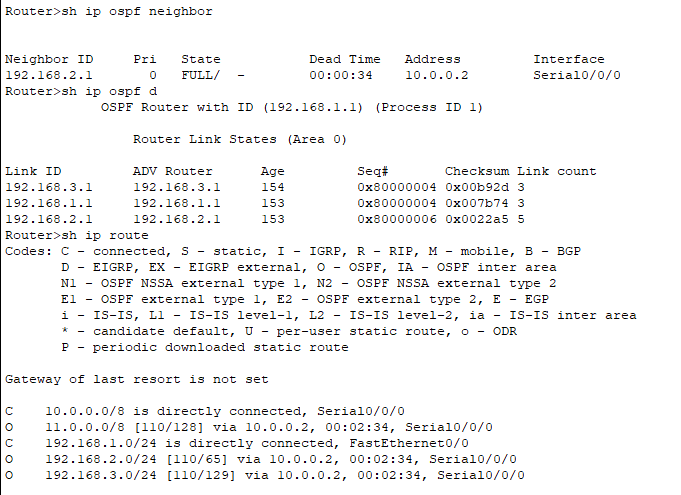 Router>sh ip ospf neighbor
Neighbor ID     Pri   State           Dead Time   Address         Interface
192.168.2.1       0   FULL/  -        00:00:34    10.0.0.2        Serial0/0/0
Router>sh ip ospf d
            OSPF Router with ID (192.168.1.1) (Process ID 1)
                Router Link States (Area 0)
Link ID         ADV Router      Age         Seq#       Checksum Link count
192.168.3.1     192.168.3.1     154         0x80000004 0x00b92d 3
192.168.1.1     192.168.1.1     153         0x80000004 0x007b74 3
192.168.2.1     192.168.2.1     153         0x80000006 0x0022a5 5
Router>sh ip route
Codes: C - connected, S - static, I - IGRP, R - RIP, M - mobile, B - BGP
       D - EIGRP, EX - EIGRP external, O - OSPF, IA - OSPF inter area
       N1 - OSPF NSSA external type 1, N2 - OSPF NSSA external type 2
       E1 - OSPF external type 1, E2 - OSPF external type 2, E - EGP
       i - IS-IS, L1 - IS-IS level-1, L2 - IS-IS level-2, ia - IS-IS inter area
       * - candidate default, U - per-user static route, o - ODR
       P - periodic downloaded static route
Gateway of last resort is not set
C    10.0.0.0/8 is directly connected, Serial0/0/0
O    11.0.0.0/8 [110/128] via 10.0.0.2, 00:02:34, Serial0/0/0
C    192.168.1.0/24 is directly connected, FastEthernet0/0
O    192.168.2.0/24 [110/65] via 10.0.0.2, 00:02:34, Serial0/0/0
O    192.168.3.0/24 [110/129] via 10.0.0.2, 00:02:34, Serial0/0/0